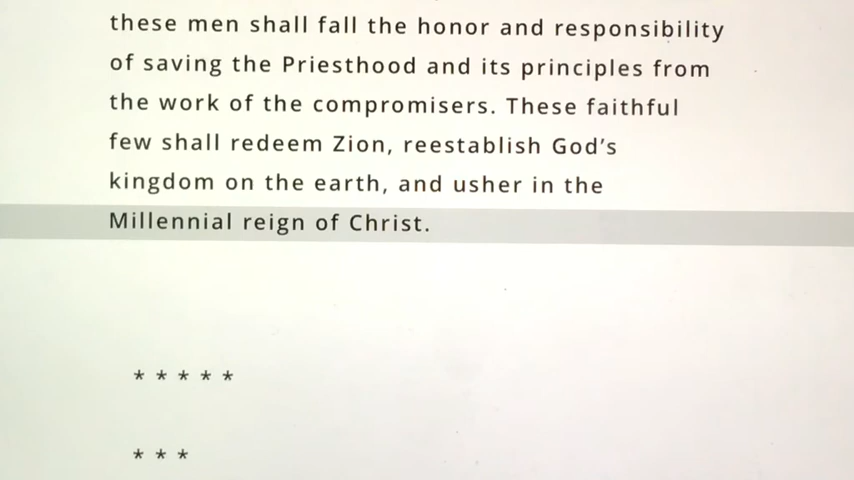 these men shall fall the honor and responsibility
of saving the Priesthood and its principles from
the work of the compromisers. These faithful
few shall redeem Zion, reestablish God’s
kingdom on the earth, and usher in the
Millennial reign of Christ.
* * * * *
* * *